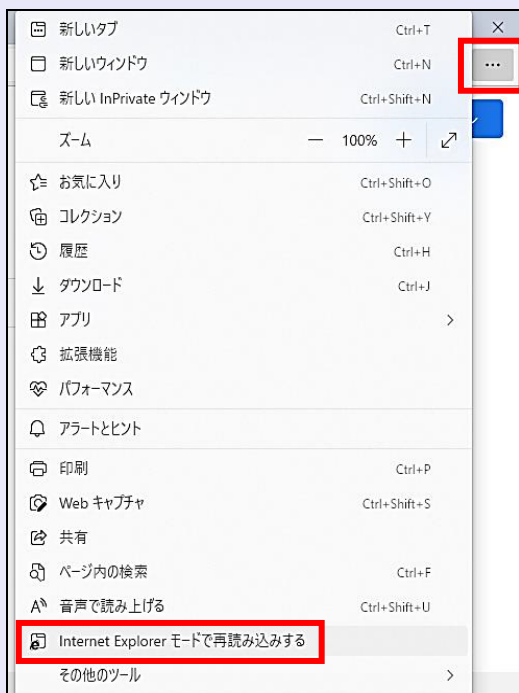 新しいタブ Ctrl+T
新しいウィンドウ Ctrl+N
新しい InPrivate ウィンドウ Ctrl+Shift+N
ズーム — 100% +
お気に入り Ctrl+Shift+O
コレクション Ctrl+Shift+Y
履歴 Ctrl+H
ダウンロード Ctrl+J
アプリ
拡張機能
パフォーマンス
アラートとヒント
印刷 Ctrl+P
Web キャプチャ Ctrl+Shift+S
共有
ページ内の検索 Ctrl+F
音声で読み上げる Ctrl+Shift+U
Internet Explorer モードで再読み込みする
その他のツール